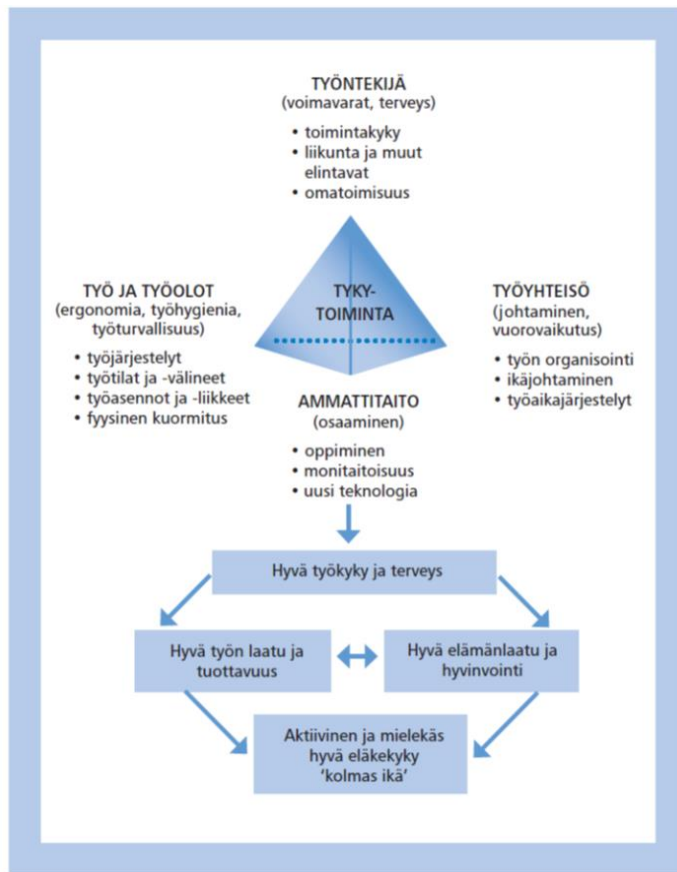 TYÖNTEKIJÄ
(voimavarat, terveys)
• toimintakyky
• liikunta ja muut
elintavat
• omatoimisuus
TYÖ JA TYÖOLOT
(ergonomia, työhygienia,
työturvallisuus)
• työjärjestelyt
• työtilat ja -välineet
• työasennot ja -liikkeet
• fyysinen kuormitus
TYKY-
TOIMINTA
TYÖYHTEISÖ
(johtaminen,
vuorovaikutus)
• työn organisointi
• ikäjohtaminen
• työaikajärjestelyt
AMMATTITAITO
(osaaminen)
• oppiminen
• monitaitoisuus
• uusi teknologia
Hyvä työkyky ja terveys
Hyvä työn laatu ja
tuottavuus
Hyvä elämänlaatu ja
hyvinvointi
Aktiivinen ja mielekäs
hyvä eläkekyky
‘kolmas ikä’